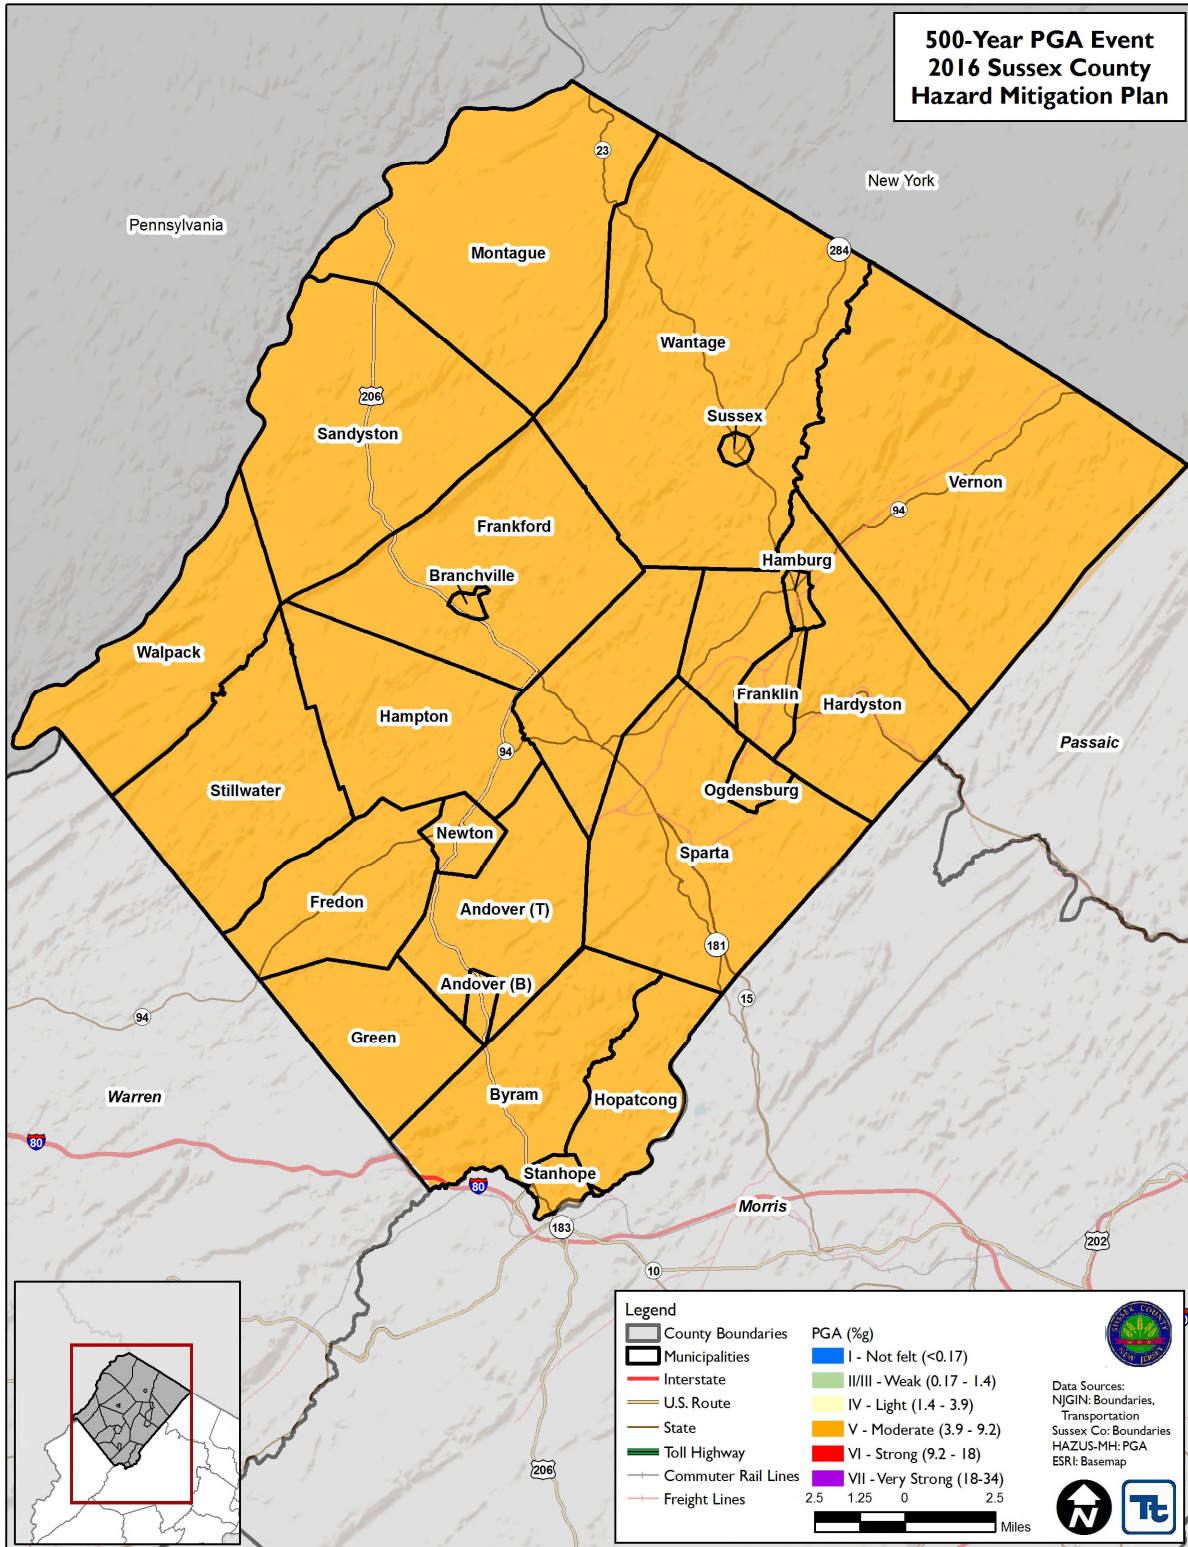 500-Year PGA Event
2016 Sussex County
Hazard Mitigation Plan
23
New York
Pennsylvania
284
Montague
Wantage
206
Sussex
Sandyston
Vernon
94
Frankford
Hamburg
Branchville
Walpack
Franklin
Hardyston
Hampton
94
Passaic
Stillwater
Ogdensburg
Newton
Sparta
Fredon
Andover (T)
181
Andover (B)
15
94
Green
Byram
Hopatcong
Warren
80
Stanhope
80
Morris
183
202
10
206
Legend
County Boundaries
Municipalities
Interstate
U.S. Route
State
Toll Highway
Commuter Rail Lines
Freight Lines
PGA (%g)
I - Not felt (<0.17)
II/III - Weak (0.17 - 1.4)
IV - Light (1.4 - 3.9)
V - Moderate (3.9 - 9.2)
VI - Strong (9.2 - 18)
VII - Very Strong (18-34)
2.5 1.25 0 2.5
Miles
SUSSEX COUNTY
NEW JERSEY
Data Sources:
NJGIN: Boundaries,
Transportation
Sussex Co: Boundaries
HAZUS-MH: PGA
ESRI: Basemap
N
Tt